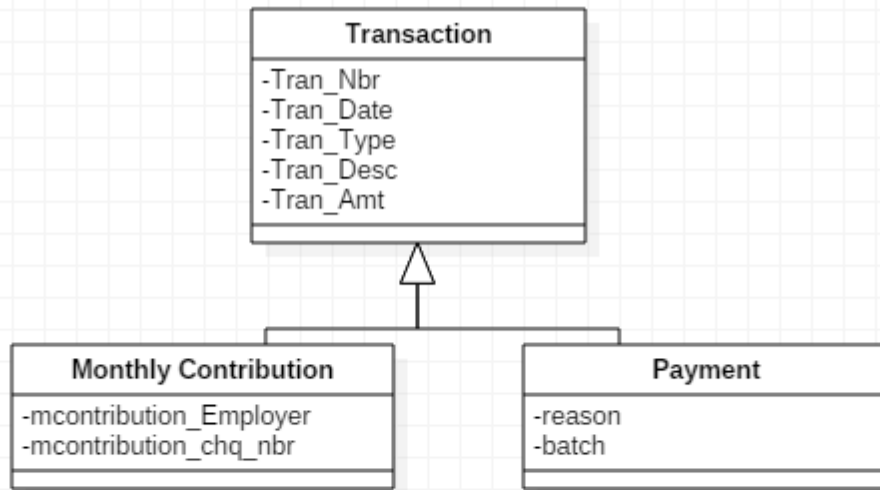 Transaction
-Tran_Nbr
-Tran_Date
-Tran_Type
-Tran_Desc
-Tran_Amt
Monthly Contribution
-mcontribution_Employer
-mcontribution_chq_nbr
Payment
-reason
-batch